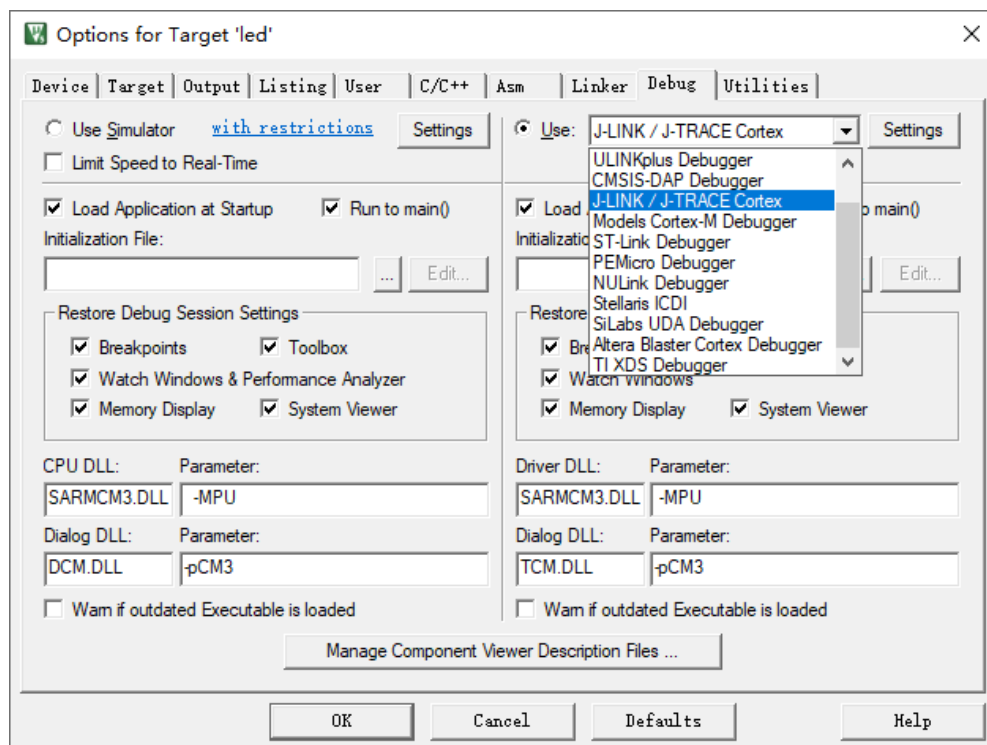 Options for Target 'led'
Device Target Output Listing User C/C++ Asm Linker Debug Utilities
Use Simulator with restrictions Settings
Limit Speed to Real-Time
Load Application at Startup Run to main()
Initialization File:
... Edit...
Restore Debug Session Settings
Breakpoints Toolbox
Watch Windows & Performance Analyzer
Memory Display System Viewer
CPU DLL: Parameter:
SARMCM3.DLL -MPU
Dialog DLL: Parameter:
DCM.DLL -pCM3
Warn if outdated Executable is loaded
Use: J-LINK / J-TRACE Cortex Settings
ULINKplus Debugger
CMSIS-DAP Debugger
J-LINK / J-TRACE Cortex
Models Cortex-M Debugger
ST-Link Debugger
PEMicro Debugger
NULink Debugger
Stellaris ICDI
SiLabs UDA Debugger
Altera Blaster Cortex Debugger
TI XDS Debugger
Load main()
Initializatio
Edit...
Restore
Bre
Watch Windows
Memory Display System Viewer
Driver DLL: Parameter:
SARMCM3.DLL -MPU
Dialog DLL: Parameter:
TCM.DLL -pCM3
Warn if outdated Executable is loaded
Manage Component Viewer Description Files ...
OK Cancel Defaults Help